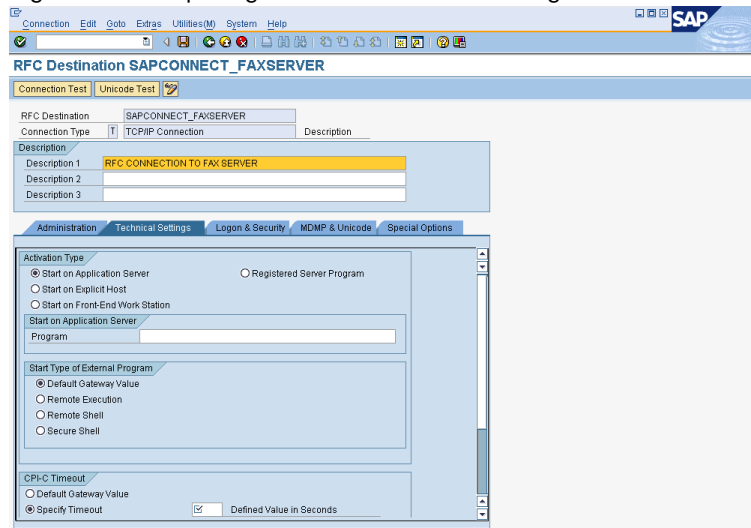 Connection Edit Goto Extras Utilities(M) System Help
SAP
RFC Destination SAPCONNECT_FAXSERVER
Connection Test Unicode Test
RFC Destination SAPCONNECT_FAXSERVER
Connection Type T TCP/IP Connection Description
Description
Description 1 RFC CONNECTION TO FAX SERVER
Description 2
Description 3
Administration Technical Settings Logon & Security MDMP & Unicode Special Options
Activation Type
Start on Application Server Registered Server Program
Start on Explicit Host
Start on Front-End Work Station
Start on Application Server
Program
Start Type of External Program
Default Gateway Value
Remote Execution
Remote Shell
Secure Shell
CPI-C Timeout
Default Gateway Value
Specify Timeout Defined Value in Seconds